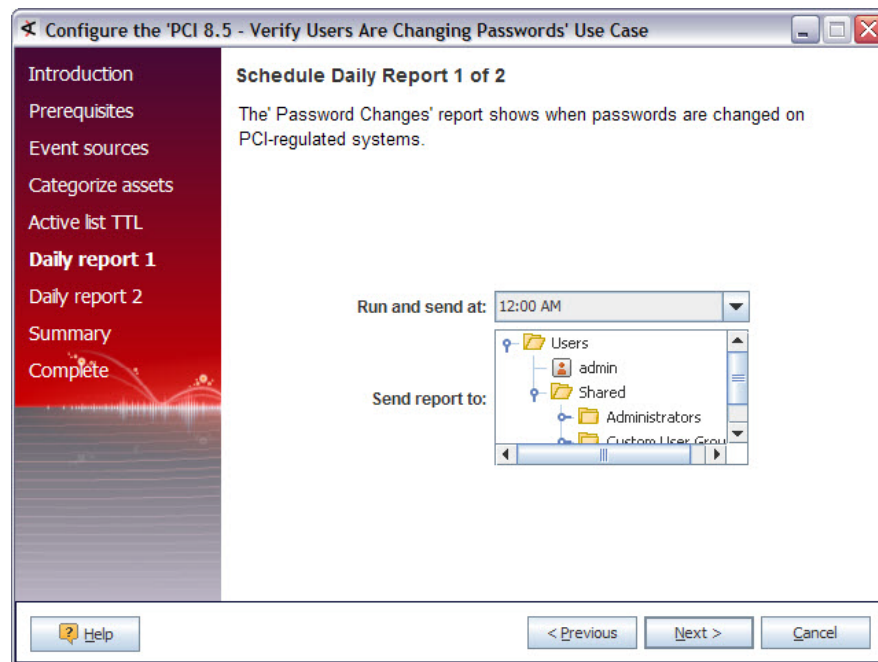 Configure the 'PCI 8.5 - Verify Users Are Changing Passwords' Use Case
Introduction
Prerequisites
Event sources
Categorize assets
Active list TTL
Daily report 1
Daily report 2
Summary
Complete
Schedule Daily Report 1 of 2
The' Password Changes' report shows when passwords are changed on
PCI-regulated systems.
Run and send at:
12:00 AM
Send report to:
Users
admin
Shared
Administrators
Custom User Grou
Help
< Previous
Next >
Cancel